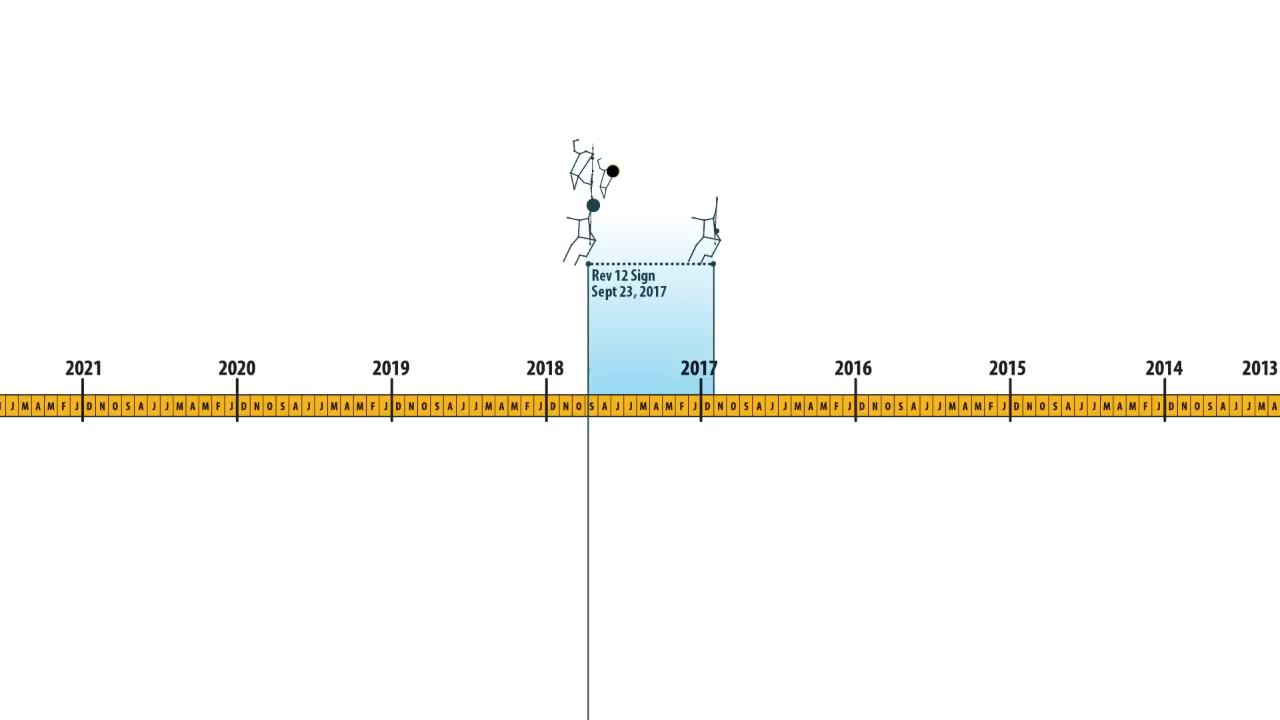 Rev 12 Sign
Sept 23, 2017
2021 2020 2019 2018 2017 2016 2015 2014 2013
J M A M F J D N O S A J J M A M F J D N O S A J J M A M F J D N O S A J J M A M F J D N O S A J J M A M F J D N O S A J J M A M F J D N O S A J J M A M F J D N O S A J J M A M F J D N O S A J J M A